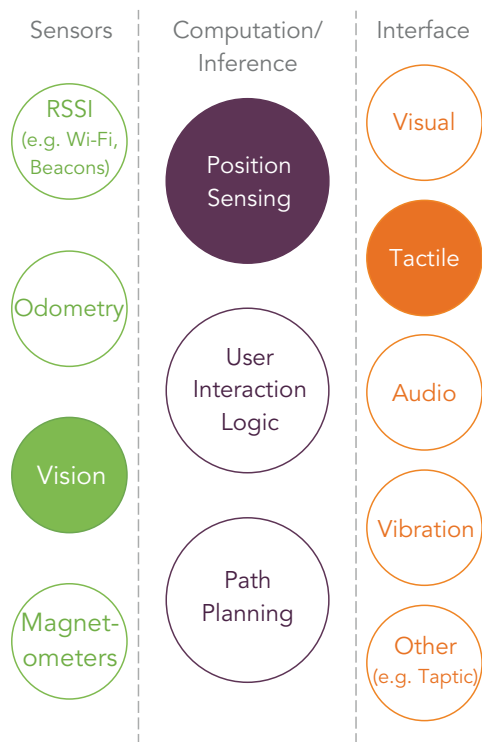 Sensors
RSSI
(e.g. Wi-Fi,
Beacons)
Odometry
Vision
Magnet-
ometers
Computation/
Inference
Position
Sensing
User
Interaction
Logic
Path
Planning
Interface
Visual
Tactile
Audio
Vibration
Other
(e.g. Taptic)